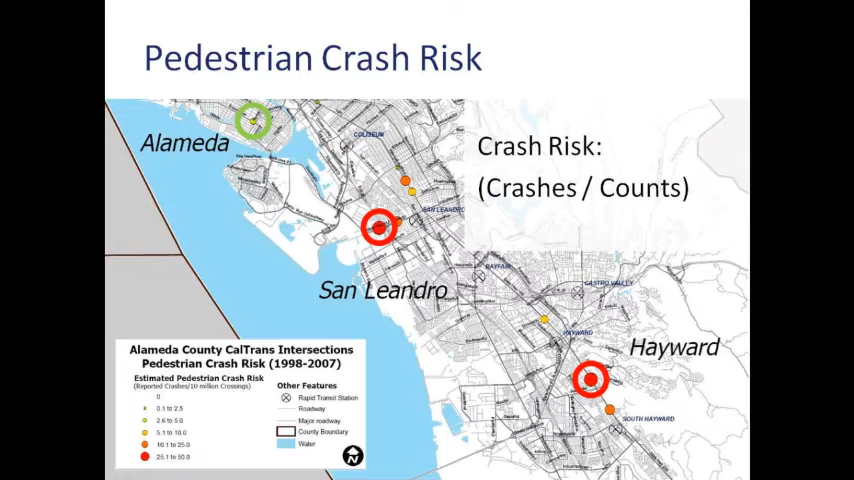 Pedestrian Crash Risk
Alameda
COLISEUM
Crash Risk:
(Crashes / Counts)
SAN LEANDRO
BAYFAIR
San Leandro
CASTRO VALLEY
HAYWARD
Hayward
SOUTH HAYWARD
Alameda County CalTrans Intersections
Pedestrian Crash Risk (1998-2007)
Estimated Pedestrian Crash Risk
(Reported Crashes/10 million Crossings)
0
0.1 to 2.5
2.6 to 5.0
5.1 to 10.0
10.1 to 25.0
25.1 to 50.0
Other Features
Rapid Transit Station
Roadway
Major roadway
County Boundary
Water
N